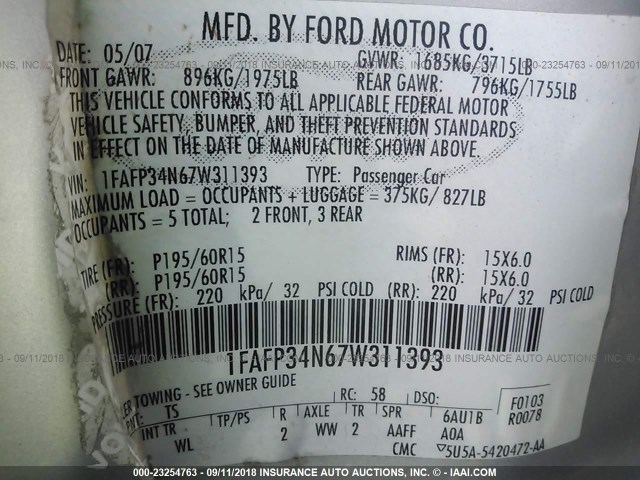 MFD. BY FORD MOTOR CO.
DATE: 05/07 GVWR: 1685KG/3715LB
FRONT GAWR: 896KG/1975LB REAR GAWR: 796KG/1755LB
THIS VEHICLE CONFORMS TO ALL APPLICABLE FEDERAL MOTOR
VEHICLE SAFETY, BUMPER, AND THEFT PREVENTION STANDARDS
IN EFFECT ON THE DATE OF MANUFACTURE SHOWN ABOVE.
VIN: 1FAFP34N67W311393 TYPE: Passenger Car
MAXIMUM LOAD = OCCUPANTS + LUGGAGE = 375KG/ 827LB
OCCUPANTS = 5 TOTAL; 2 FRONT, 3 REAR
TIRE (FR): P195/60R15 RIMS (FR): 15X6.0
(RR): P195/60R15 (RR): 15X6.0
PRESSURE (FR): 220 kPa/ 32 PSI COLD (RR): 220 kPa/ 32 PSI COLD
1FAFP34N67W311393
TOWING - SEE OWNER GUIDE
RC: 58 DSO: F0103
TS R0078
INT TR TP/PS R AXLE TR SPR 6AU1B
WL 2 WW 2 AAFF A0A
CMC ▽5U5A-5420472-AA
000-23254763 - 09/11/2018 INSURANCE AUTO AUCTIONS, INC. - © IAAI.COM